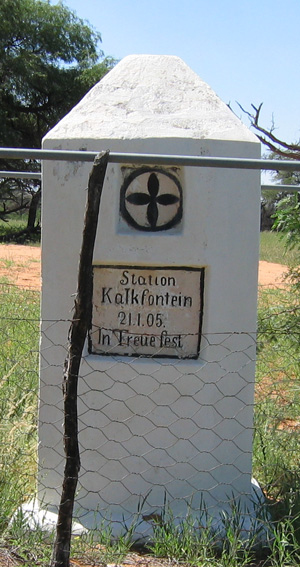 Station
Kalkfontein
21.1.05.
In Treue fest